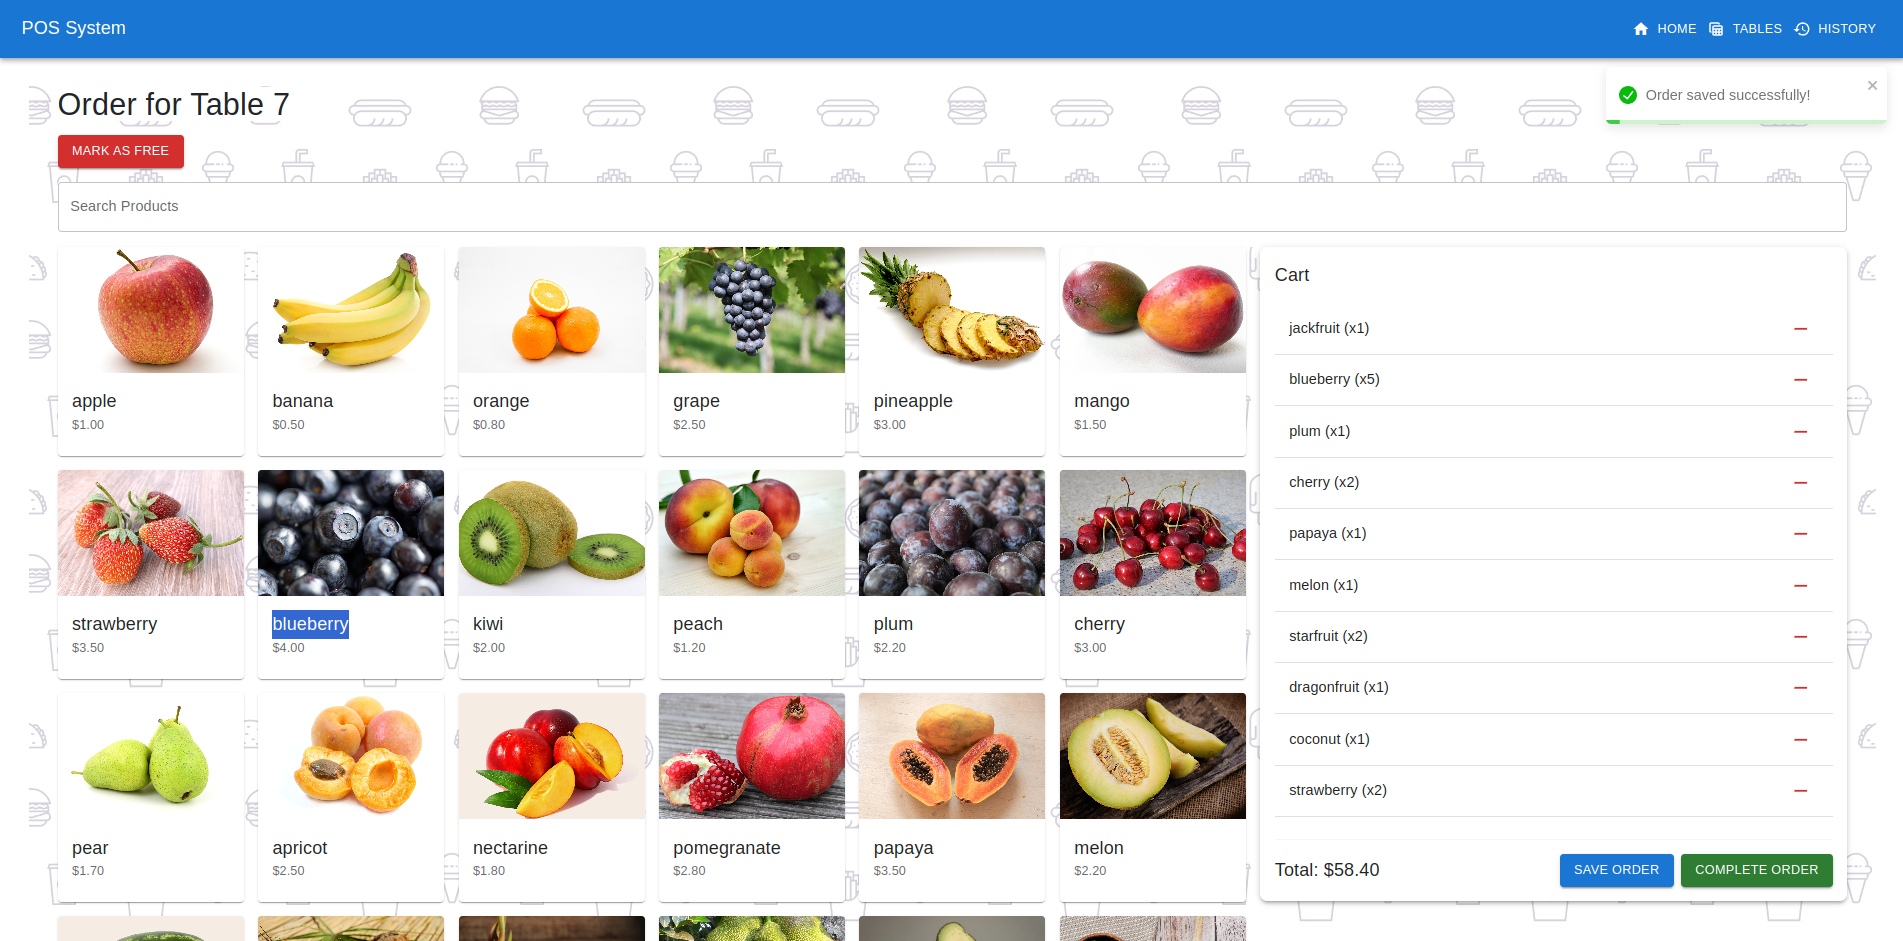 POS System
HOME
TABLES
HISTORY
Order saved successfully!
Order for Table 7
MARK AS FREE
Search Products
apple
$1.00
banana
$0.50
orange
$0.80
grape
$2.50
pineapple
$3.00
mango
$1.50
strawberry
$3.50
blueberry
$4.00
kiwi
$2.00
peach
$1.20
plum
$2.20
cherry
$3.00
pear
$1.70
apricot
$2.50
nectarine
$1.80
pomegranate
$2.80
papaya
$3.50
melon
$2.20
Cart
jackfruit (x1)
blueberry (x5)
plum (x1)
cherry (x2)
papaya (x1)
melon (x1)
starfruit (x2)
dragonfruit (x1)
coconut (x1)
strawberry (x2)
Total: $58.40
SAVE ORDER
COMPLETE ORDER